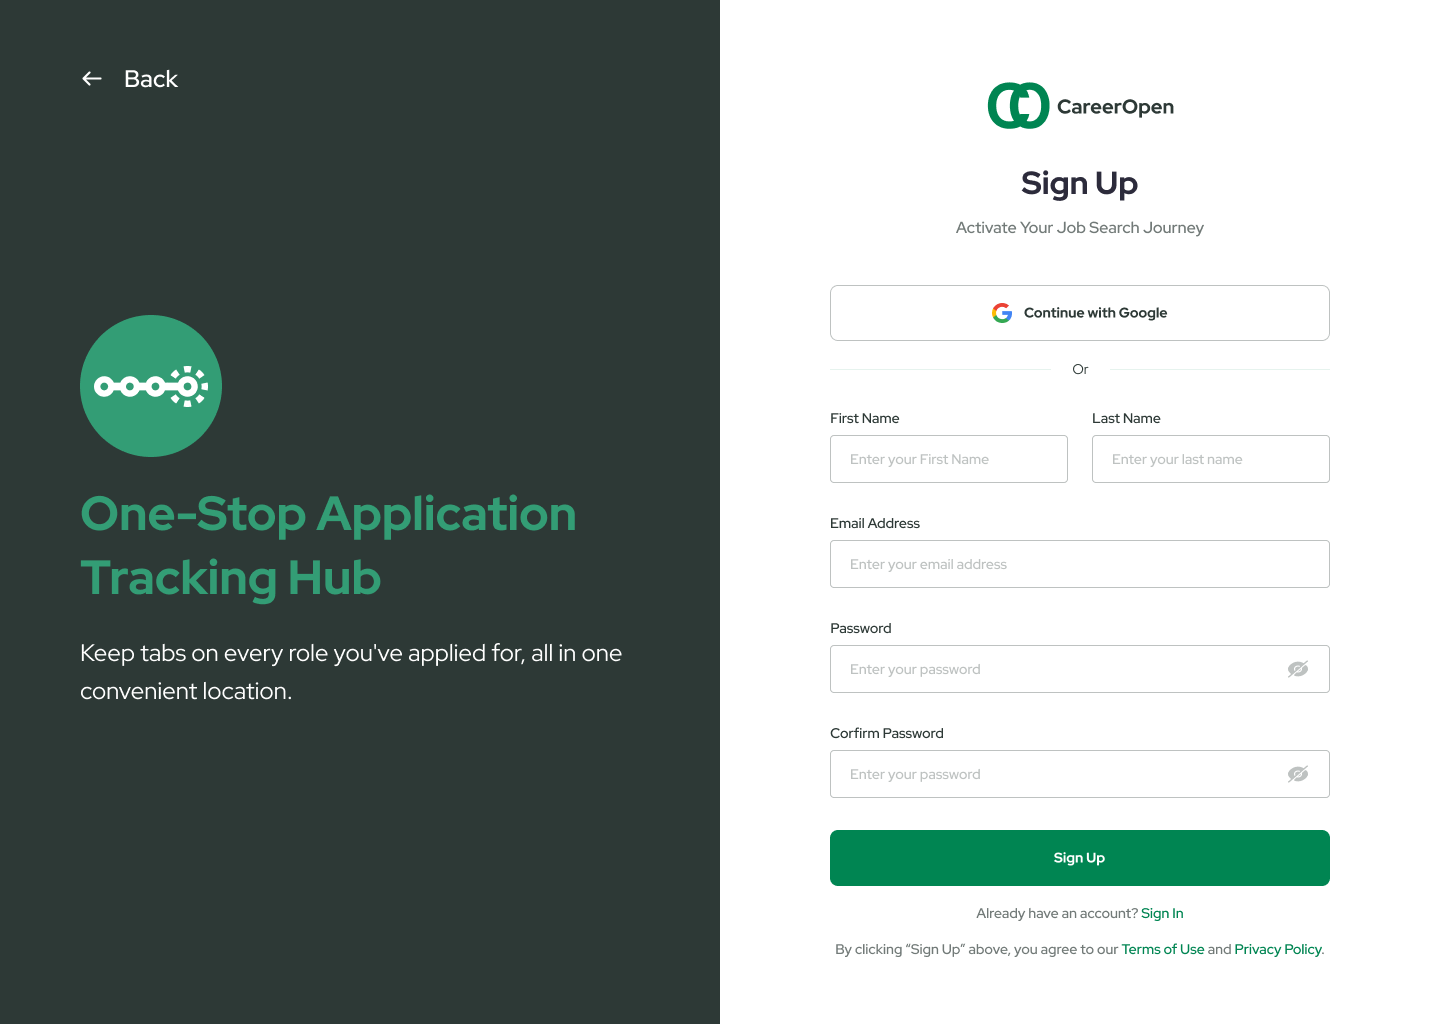 Back
One-Stop Application
Tracking Hub
Keep tabs on every role you've applied for, all in one
convenient location.
CareerOpen
Sign Up
Activate Your Job Search Journey
Continue with Google
Or
First Name
Last Name
Enter your First Name
Enter your last name
Email Address
Enter your email address
Password
Enter your password
Corfirm Password
Enter your password
Sign Up
Already have an account? Sign In
By clicking “Sign Up” above, you agree to our Terms of Use and Privacy Policy.